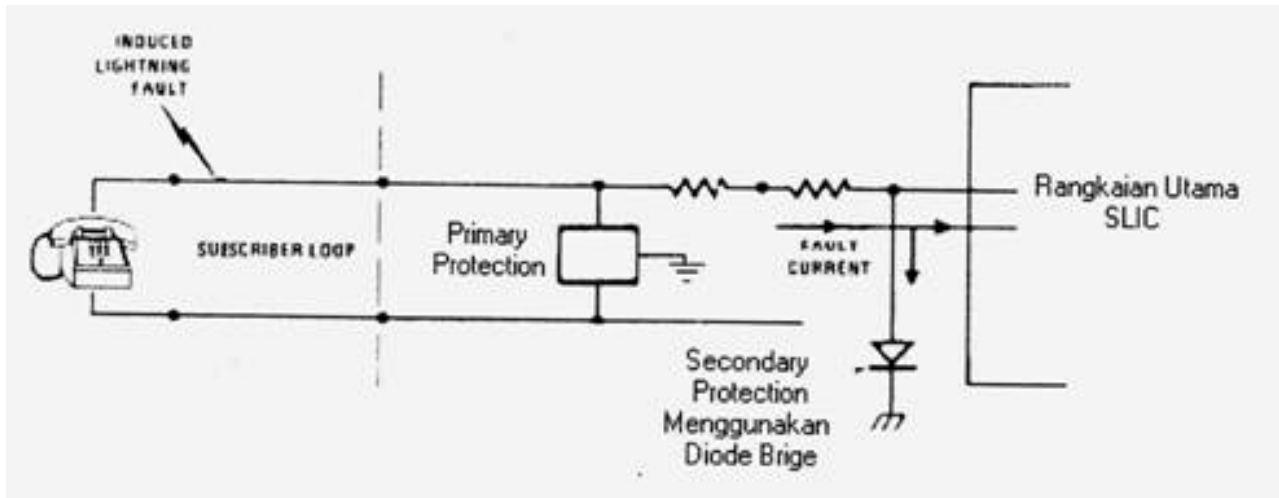 INDUCED
LIGHTNING
FAULT
SUBSCRIBER LOOP
Primary
Protection
FAULT
CURRENT
Rangkaian Utama
SLIC
Secondary
Protection
Menggunakan
Diode Brige